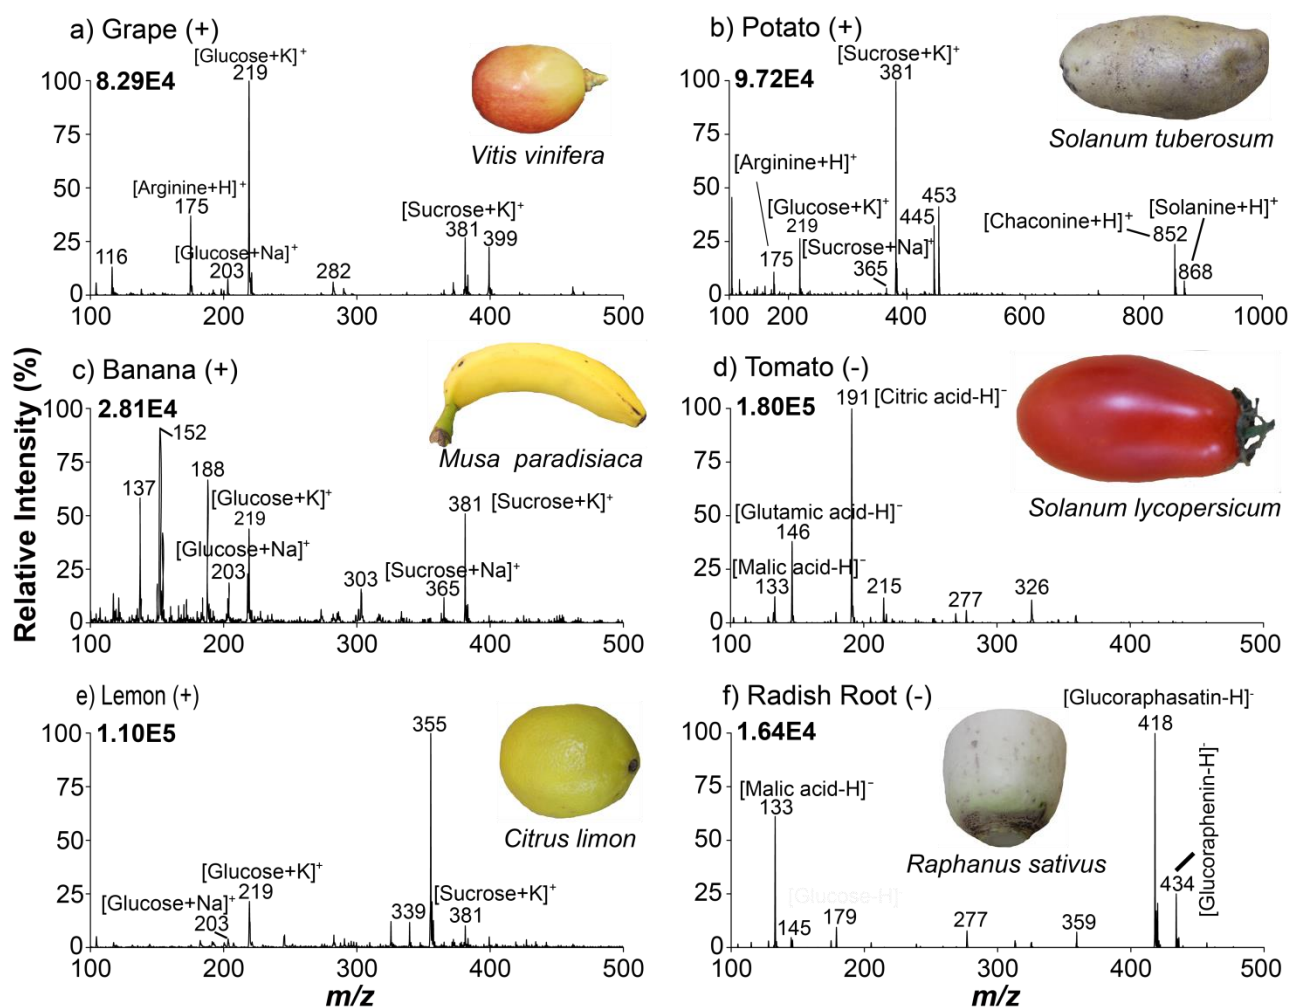 a) Grape (+)
8.29E4
[Glucose+K]⁺
219
[Arginine+H]⁺
175
[Glucose+Na]⁺
203
116
282
[Sucrose+K]⁺
381
399
Vitis vinifera
100
75
50
25
0
100 200 300 400 500
b) Potato (+)
9.72E4
[Sucrose+K]⁺
381
[Arginine+H]⁺
175
[Glucose+K]⁺
219
[Sucrose+Na]⁺
365
445
453
[Chaconine+H]⁺
852
[Solanine+H]⁺
868
Solanum tuberosum
100
75
50
25
0
100 200 400 600 800 1000
Relative Intensity (%)
c) Banana (+)
2.81E4
152
137
188
[Glucose+K]⁺
219
[Glucose+Na]⁺
203
303
[Sucrose+Na]⁺
365
381
[Sucrose+K]⁺
Musa paradisiaca
100
75
50
25
0
100 200 300 400 500
d) Tomato (-)
1.80E5
191
[Citric acid-H]⁻
[Glutamic acid-H]⁻
146
[Malic acid-H]⁻
133
215
277
326
Solanum lycopersicum
100
75
50
25
0
100 200 300 400 500
e) Lemon (+)
1.10E5
355
[Glucose+K]⁺
219
[Glucose+Na]⁺
203
339
[Sucrose+K]⁺
381
Citrus limon
100
75
50
25
0
100 200 300 400 500
m/z
f) Radish Root (-)
1.64E4
[Glucoraphasatin-H]⁻
418
[Malic acid-H]⁻
133
[Glucose-H]
145
179
277
359
434
[Glucoraphenin-H]⁻
Raphanus sativus
100
75
50
25
0
100 200 300 400 500
m/z